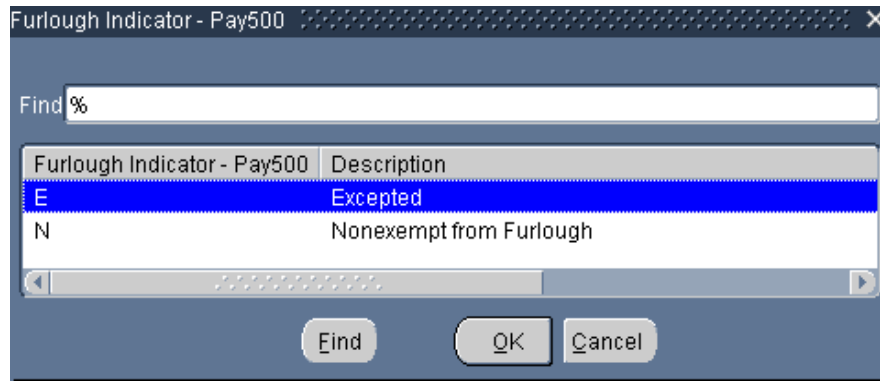 Furlough Indicator - Pay500
Find %
Furlough Indicator - Pay500 Description
E Excepted
N Nonexempt from Furlough
Find OK Cancel